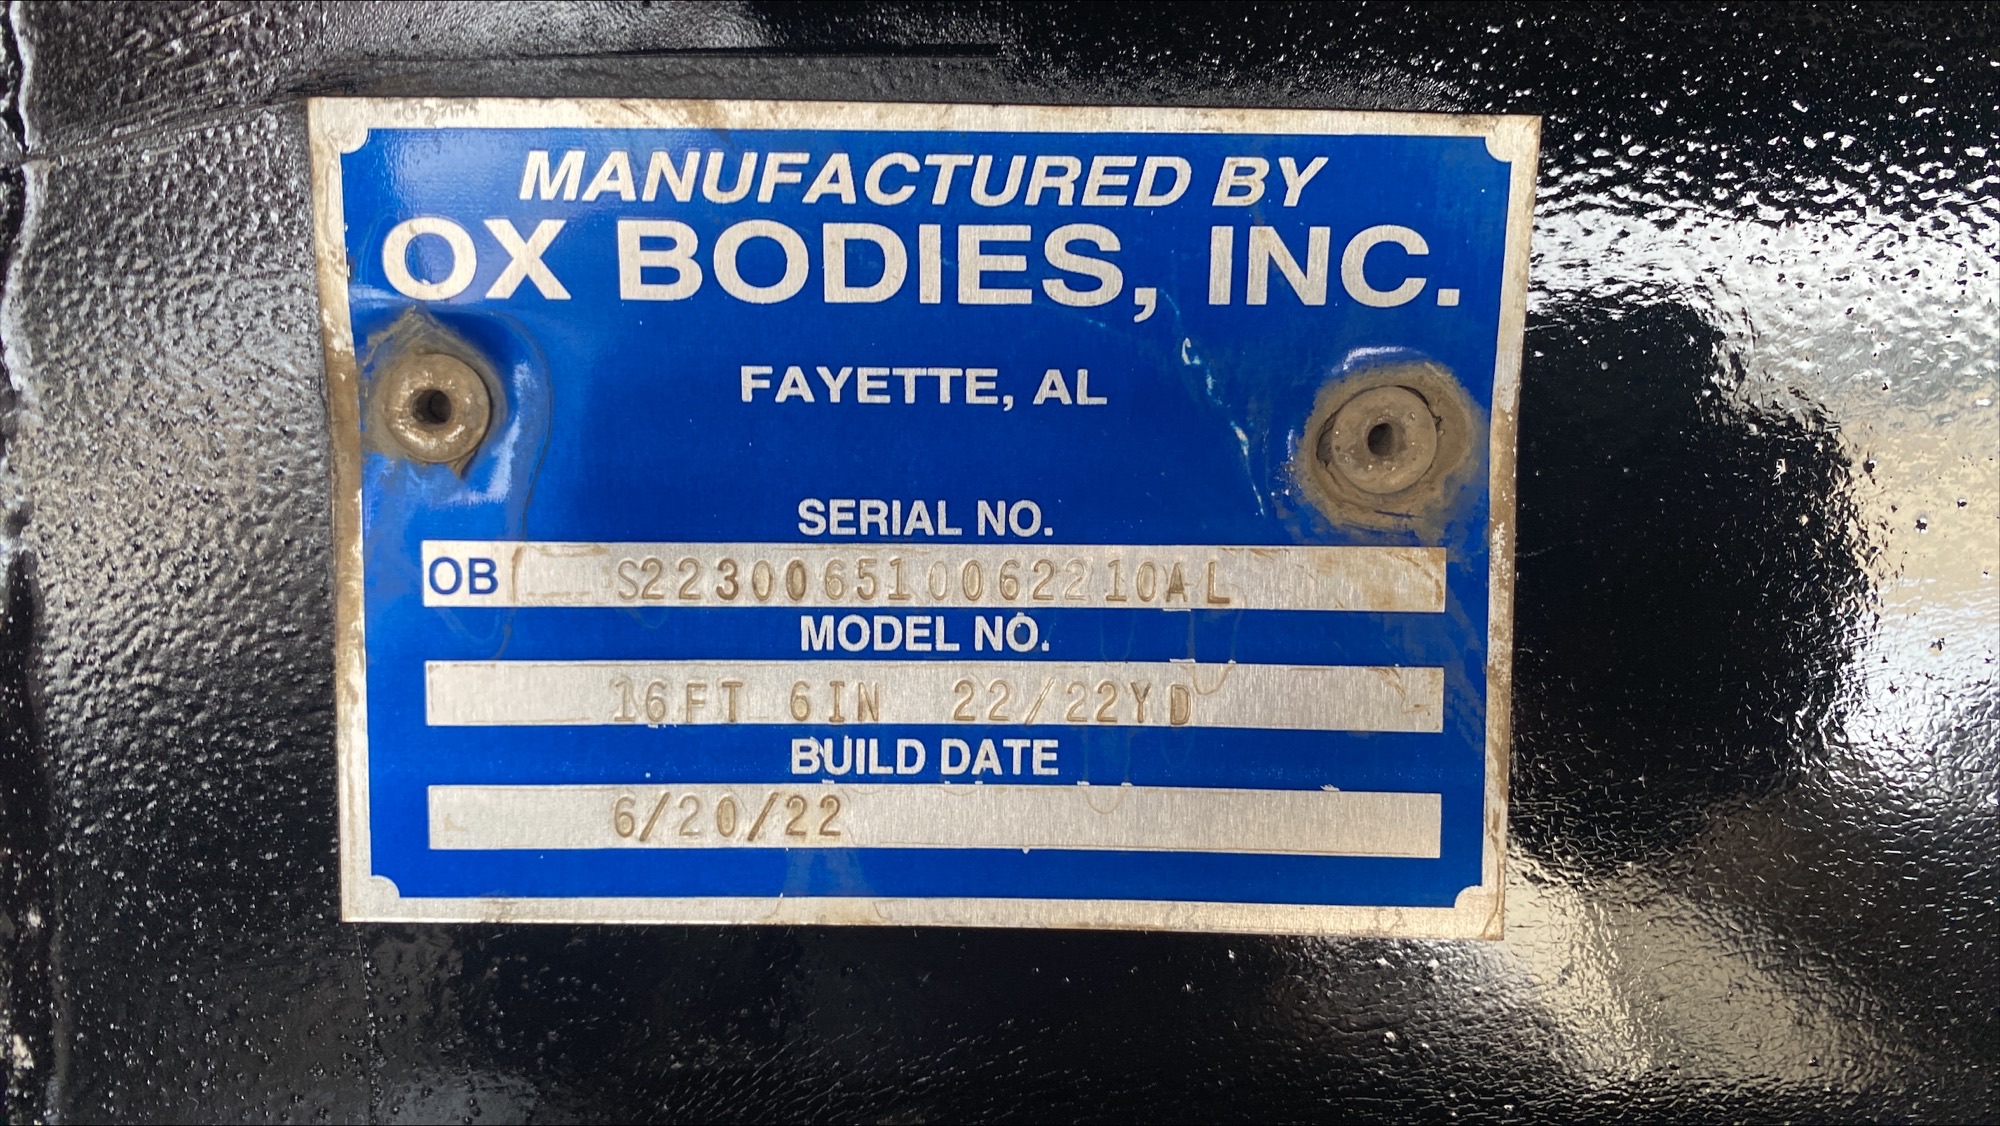 MANUFACTURED BY
OX BODIES, INC.
FAYETTE, AL
SERIAL NO.
OB S22300651006221OAL
MODEL NO.
16FT 6IN 22/22YD
BUILD DATE
6/20/22